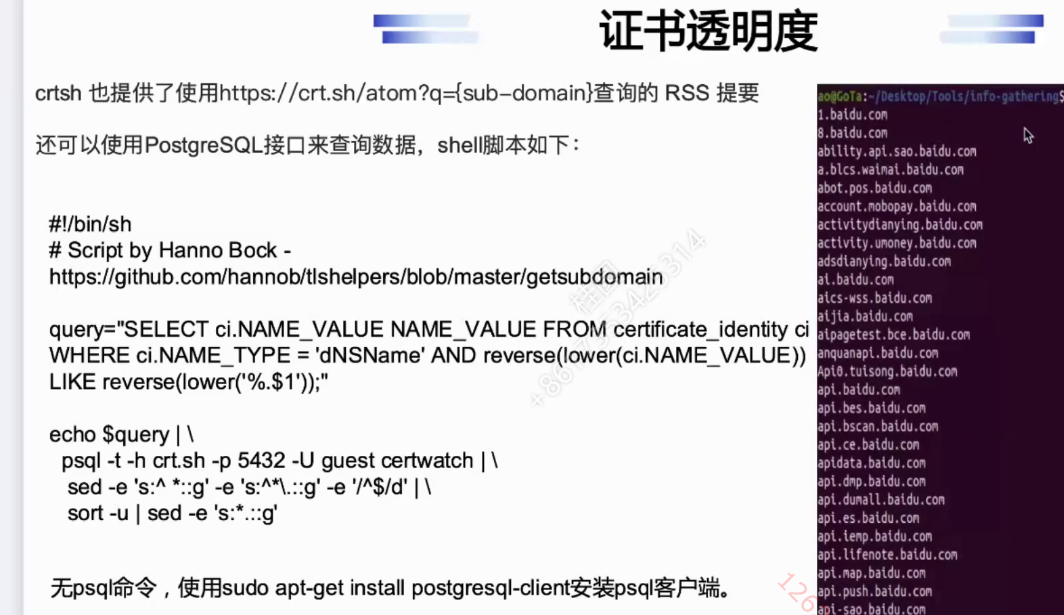 证书透明度
crtsh 也提供了使用https://crt.sh/atom?q={sub-domain}查询的 RSS 提要
还可以使用PostgreSQL接口来查询数据，shell脚本如下：
#!/bin/sh
# Script by Hanno Bock -
https://github.com/hannob/tlshelpers/blob/master/getsubdomain
query="SELECT ci.NAME_VALUE NAME_VALUE FROM certificate_identity ci
WHERE ci.NAME_TYPE = 'dNSName' AND reverse(lower(ci.NAME_VALUE))
LIKE reverse(lower('%.$1'));"
echo $query | \
psql -t -h crt.sh -p 5432 -U guest certwatch | \
sed -e 's:^ *::g' -e 's:^*\.::g' -e '/^$/d' | \
sort -u | sed -e 's:*.::g'
无psql命令，使用sudo apt-get install postgresql-client安装psql客户端。
ao@GoTa:~/Desktop/Tools/info-gathering$
1.baidu.com
8.baidu.com
ability.api.sao.baidu.com
a.blcs.waimai.baidu.com
abot.pos.baidu.com
account.mobopay.baidu.com
activitydianying.baidu.com
activity.umoney.baidu.com
adsdianying.baidu.com
ai.baidu.com
aics-wss.baidu.com
aijia.baidu.com
aipagetest.bce.baidu.com
anquanapi.baidu.com
Api0.tuisong.baidu.com
api.baidu.com
api.bes.baidu.com
api.bscan.baidu.com
api.ce.baidu.com
apidata.baidu.com
api.dmp.baidu.com
api.dumall.baidu.com
api.es.baidu.com
api.iemp.baidu.com
api.lifenote.baidu.com
api.map.baidu.com
api.push.baidu.com
api-sao.baidu.com